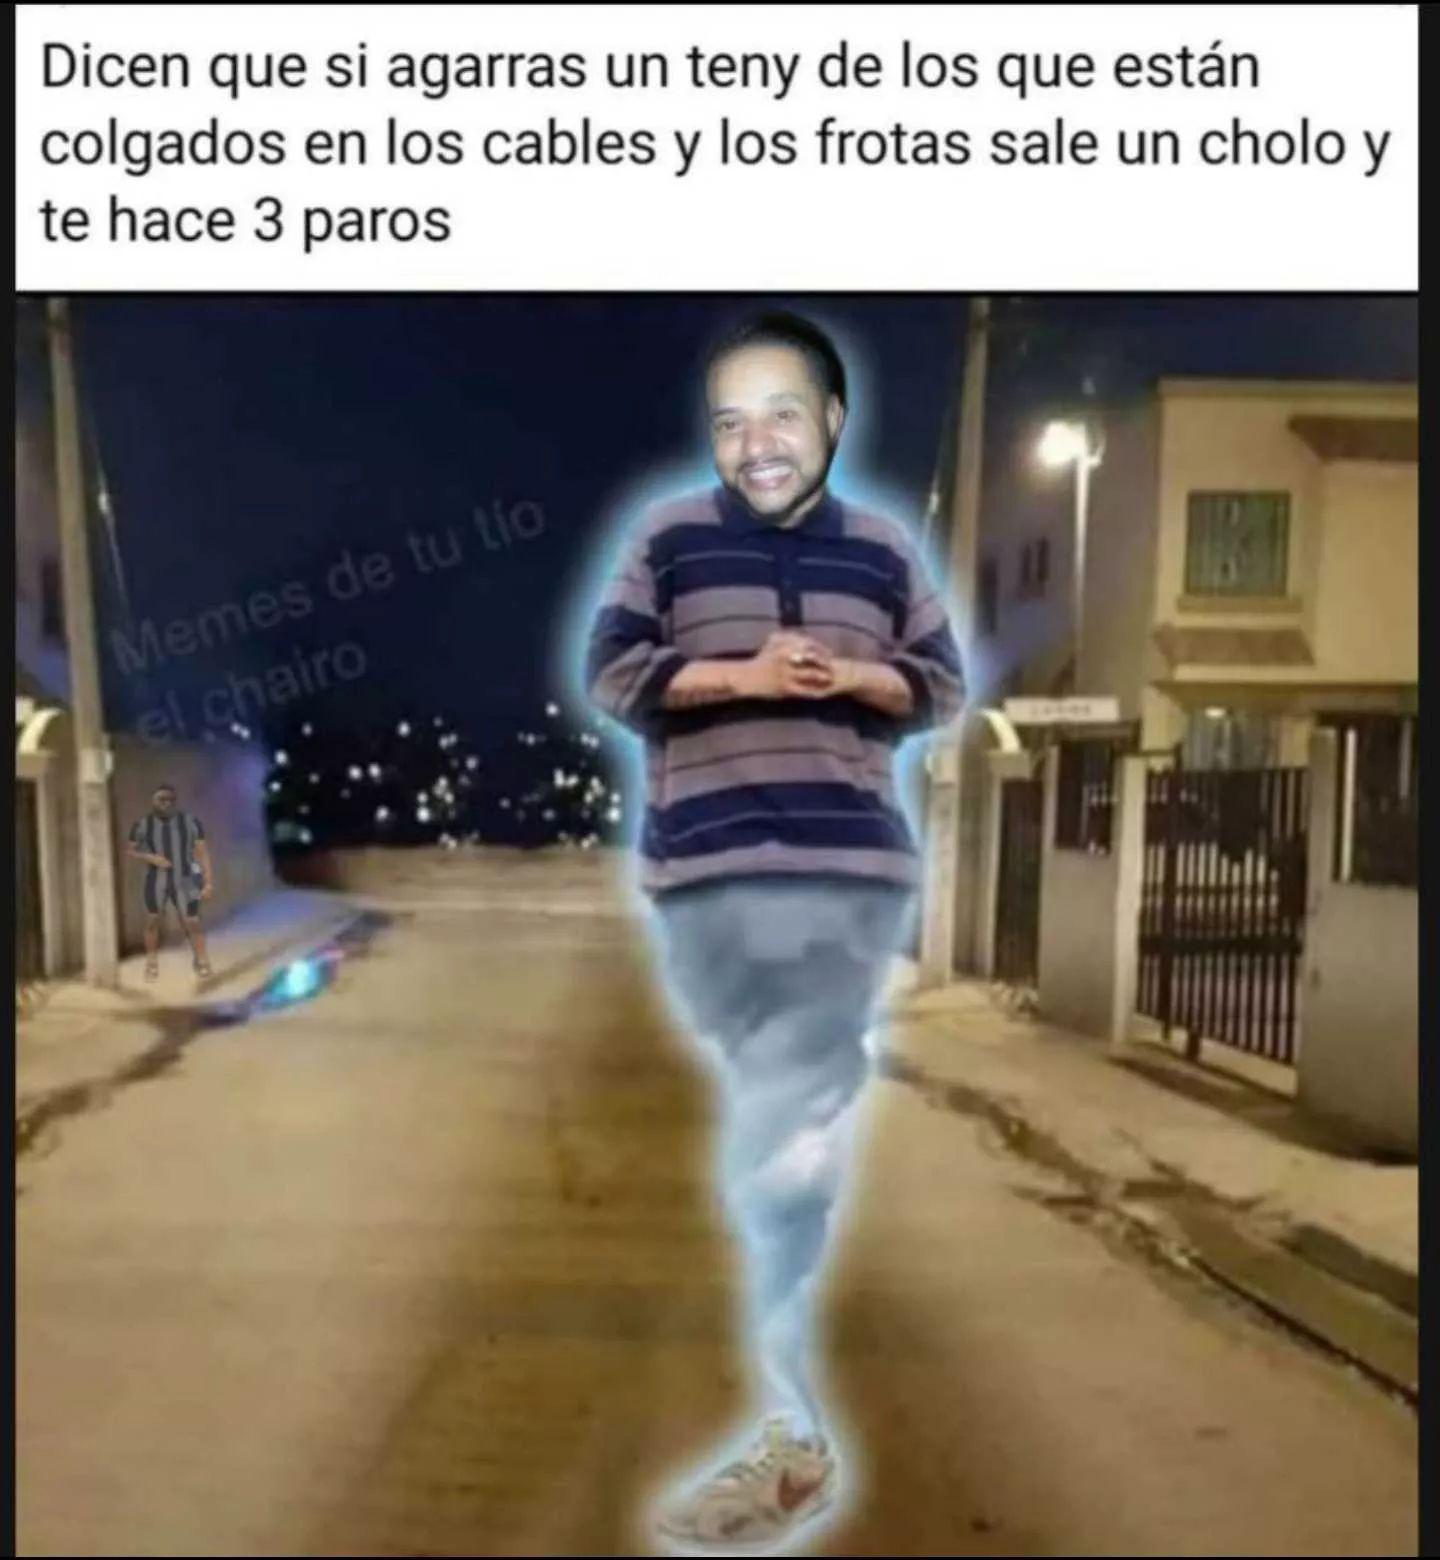 Dicen que si agarras un teny de los que están
colgados en los cables y los frotas sale un cholo y
te hace 3 paros
Memes de tu tío
el chairo